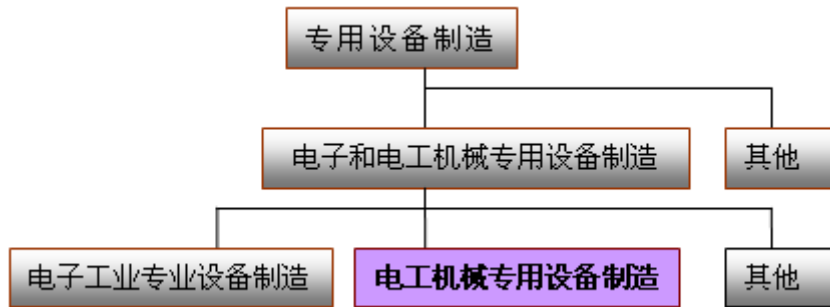 专用设备制造
电子和电工机械专用设备制造
其他
电子工业专业设备制造
电工机械专用设备制造
其他